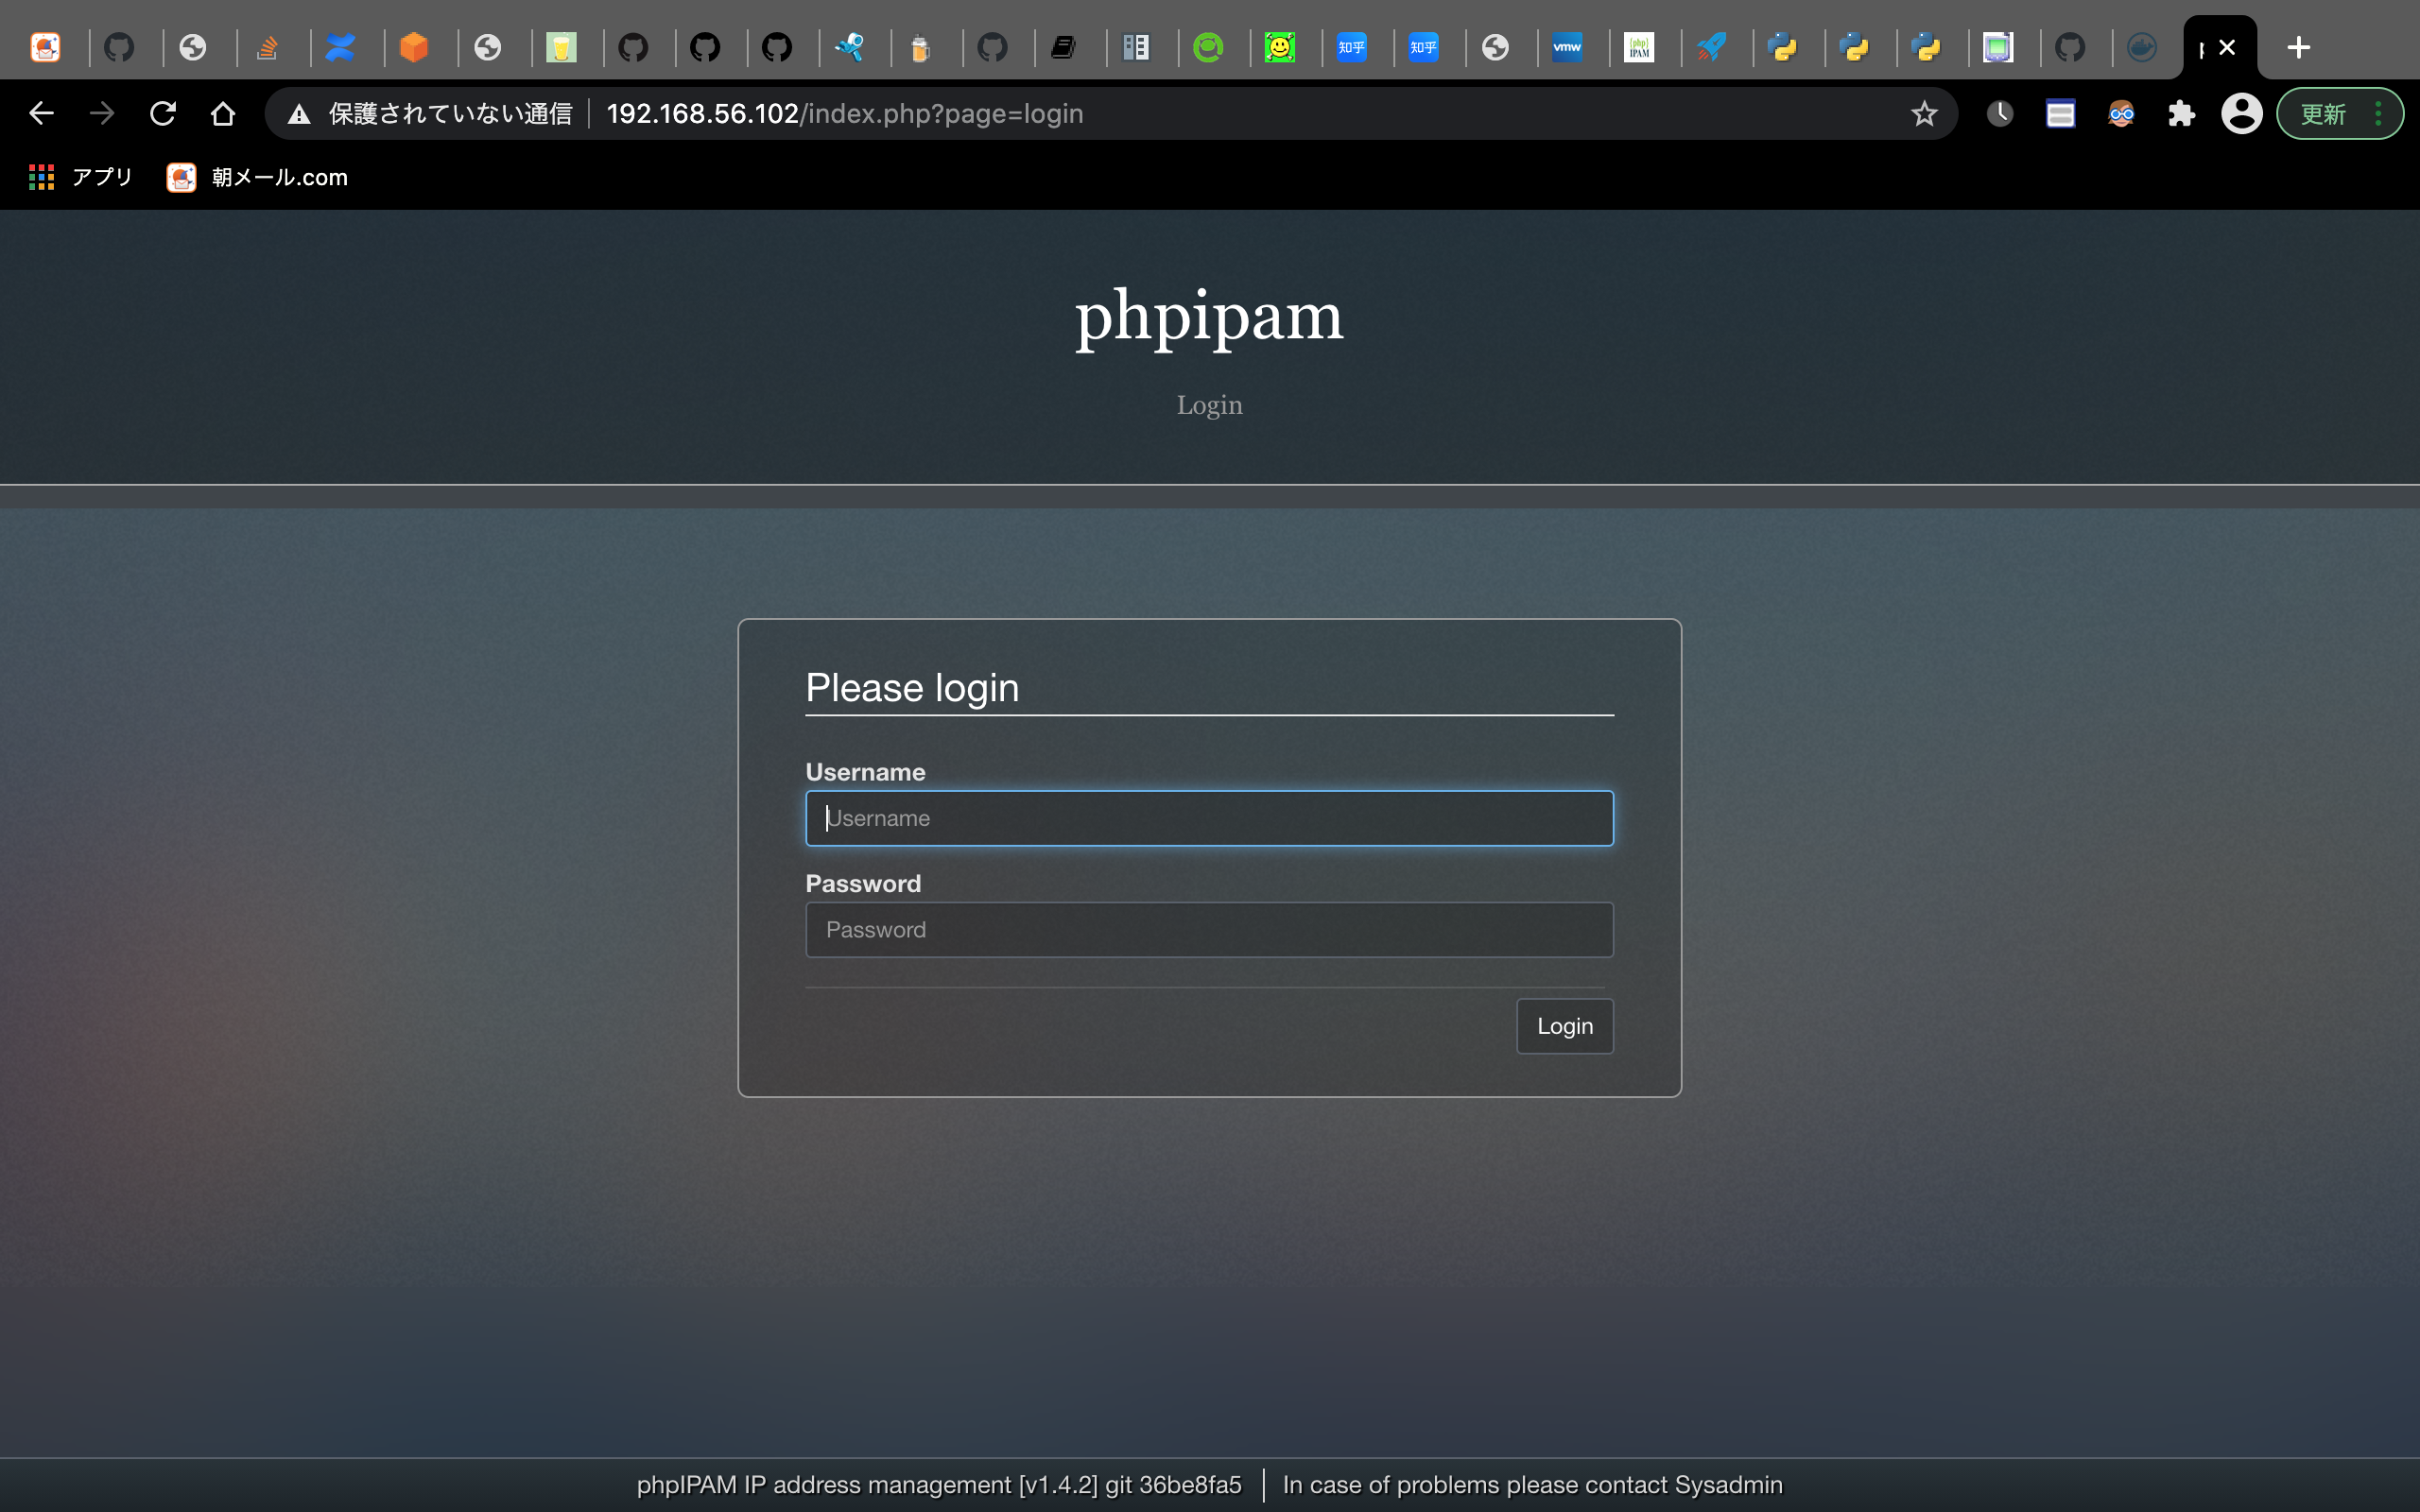 知乎
知乎
vmw
{php}
IPAM
保護されていない通信
192.168.56.102/index.php?page=login
更新
アプリ
朝メール.com
phpipam
Login
Please login
Username
Username
Password
Password
Login
phpIPAM IP address management [v1.4.2] git 36be8fa5
In case of problems please contact Sysadmin